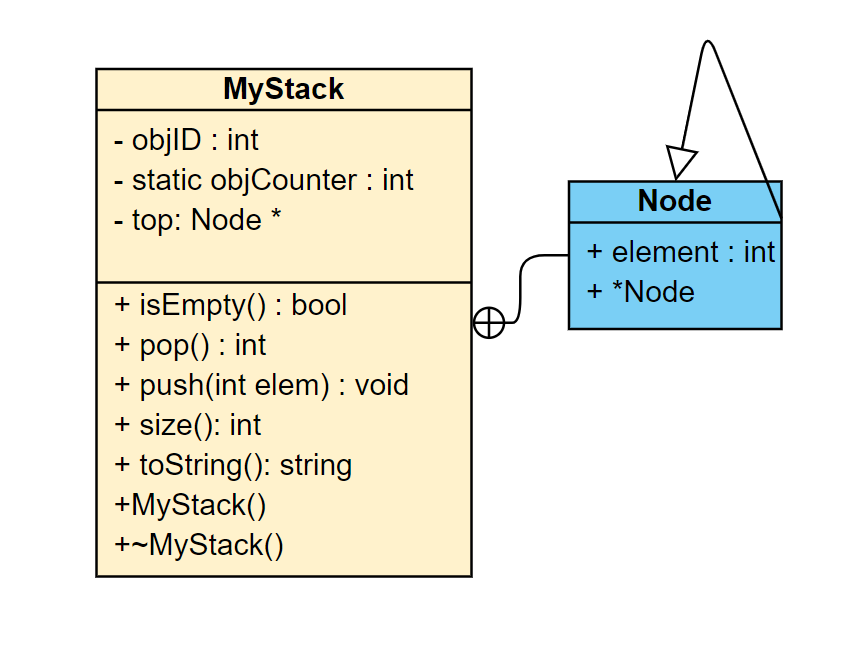 MyStack
- objID : int
- static objCounter : int
- top: Node *
+ isEmpty() : bool
+ pop() : int
+ push(int elem) : void
+ size(): int
+ toString(): string
+MyStack()
+~MyStack()
Node
+ element : int
+ *Node